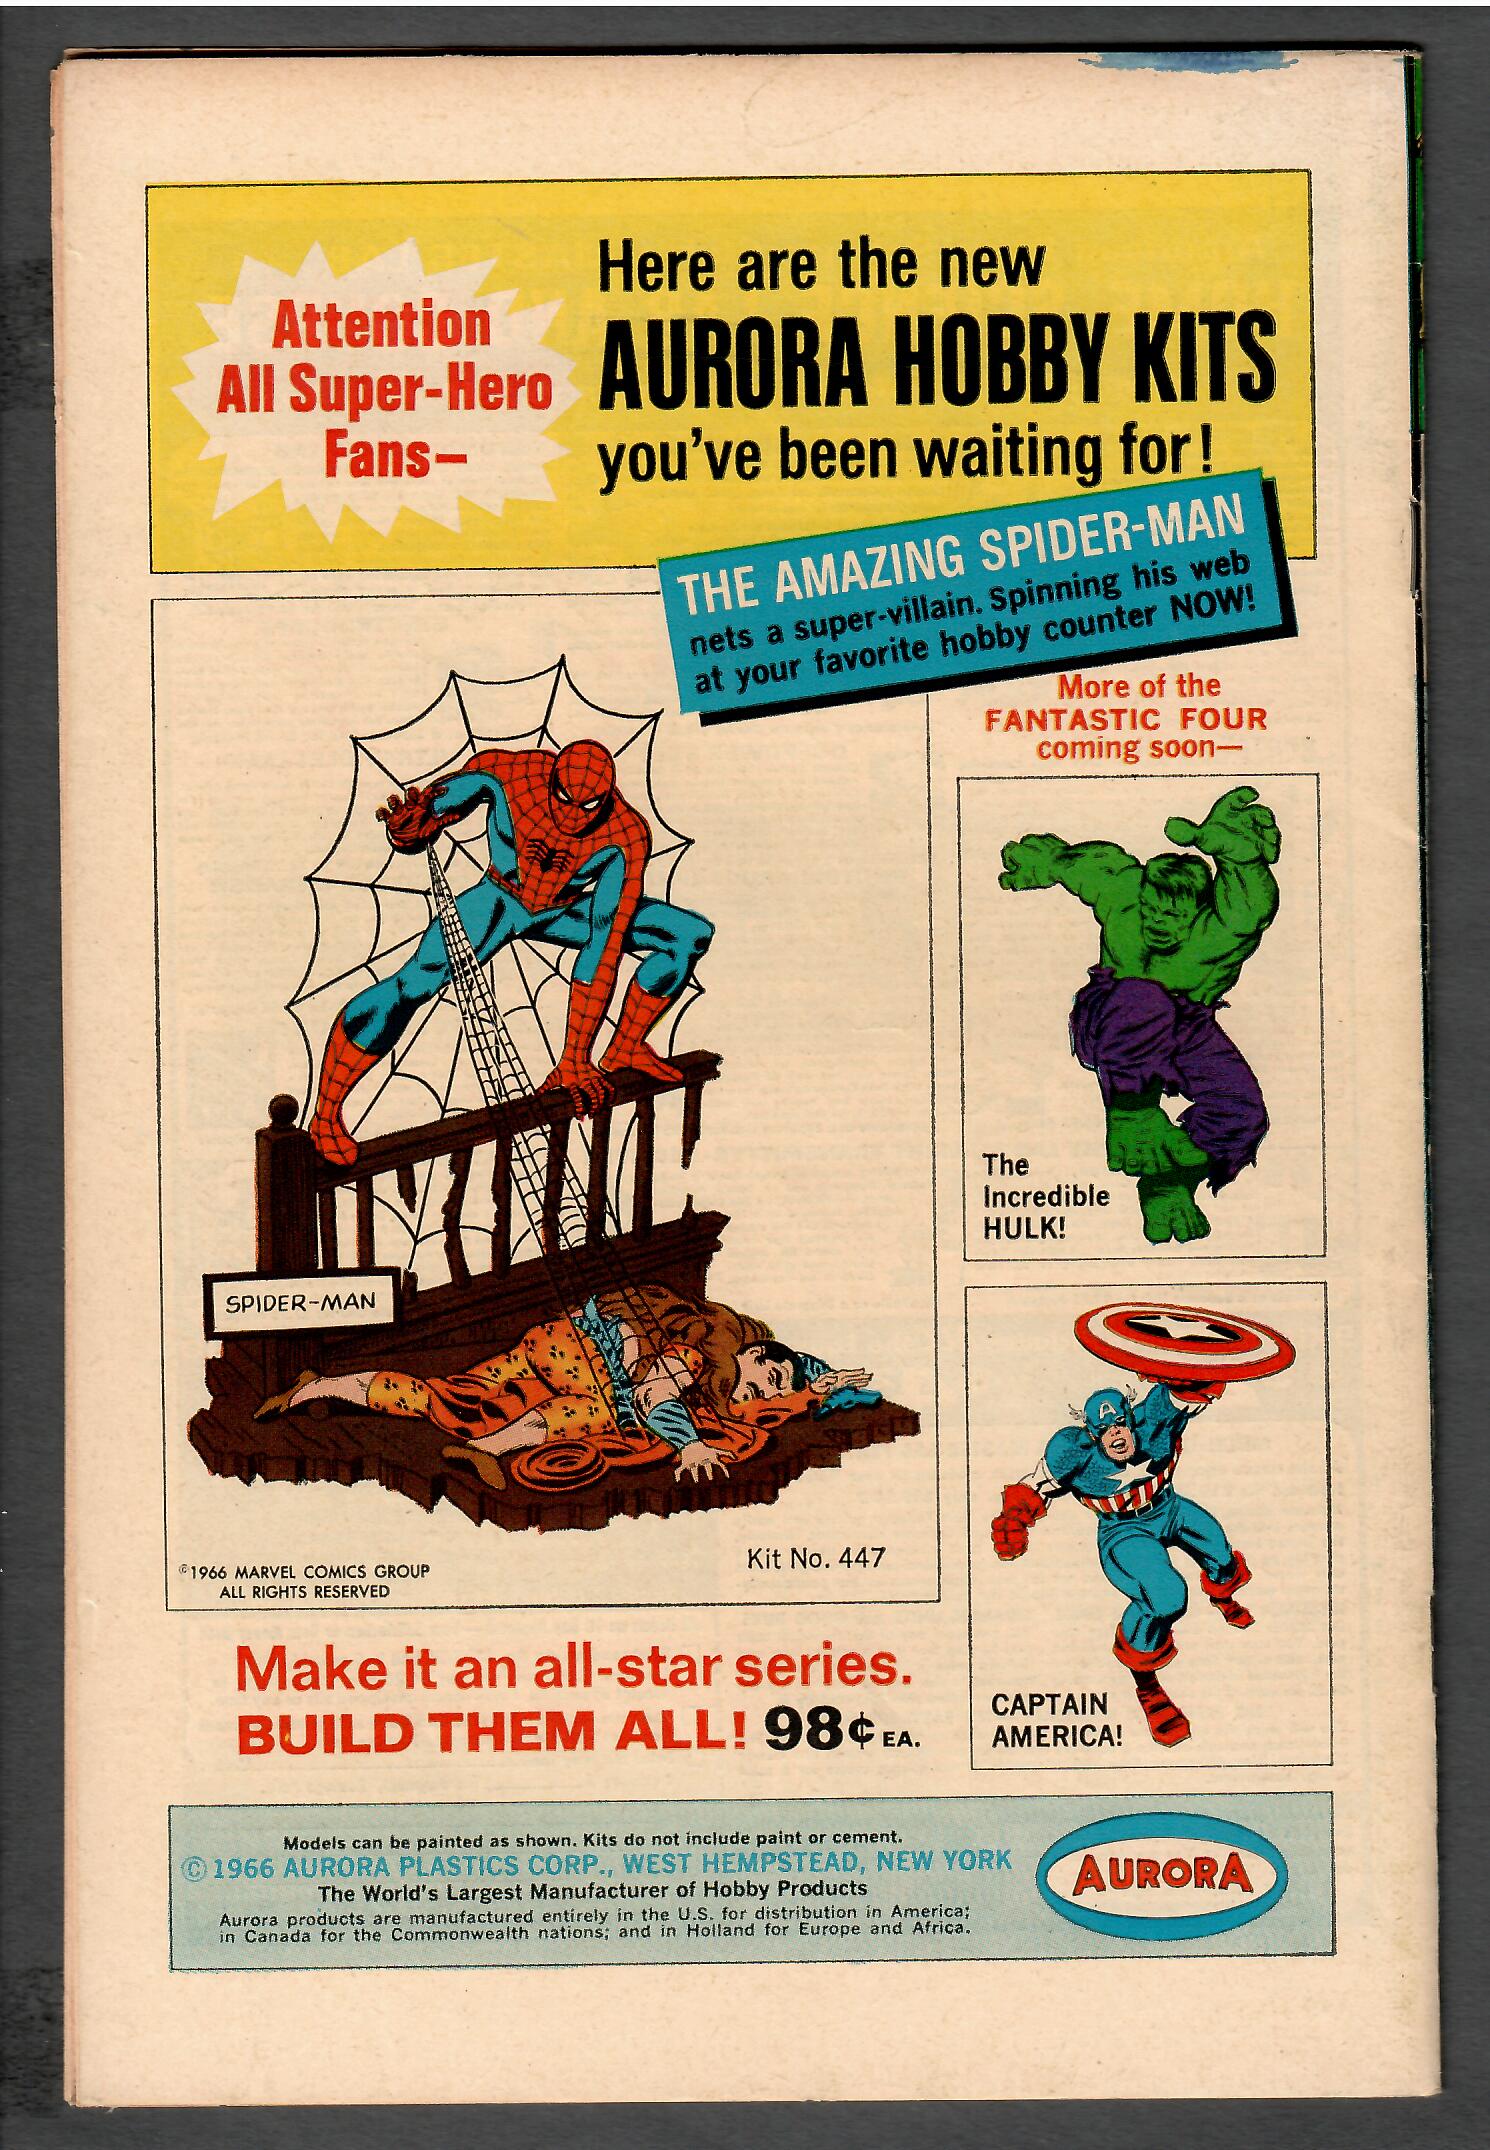 Attention
All Super-Hero
Fans—
Here are the new
AURORA HOBBY KITS
you've been waiting for!
THE AMAZING SPIDER-MAN
nets a super-villain. Spinning his web
at your favorite hobby counter NOW!
More of the
FANTASTIC FOUR
coming soon—
SPIDER-MAN
©1966 MARVEL COMICS GROUP
ALL RIGHTS RESERVED
Kit No. 447
The
Incredible
HULK!
A
CAPTAIN
AMERICA!
Make it an all-star series.
BUILD THEM ALL! 98¢ EA.
Models can be painted as shown. Kits do not include paint or cement.
© 1966 AURORA PLASTICS CORP., WEST HEMPSTEAD, NEW YORK
The World's Largest Manufacturer of Hobby Products
Aurora products are manufactured entirely in the U.S. for distribution in America;
in Canada for the Commonwealth nations; and in Holland for Europe and Africa.
AURORA